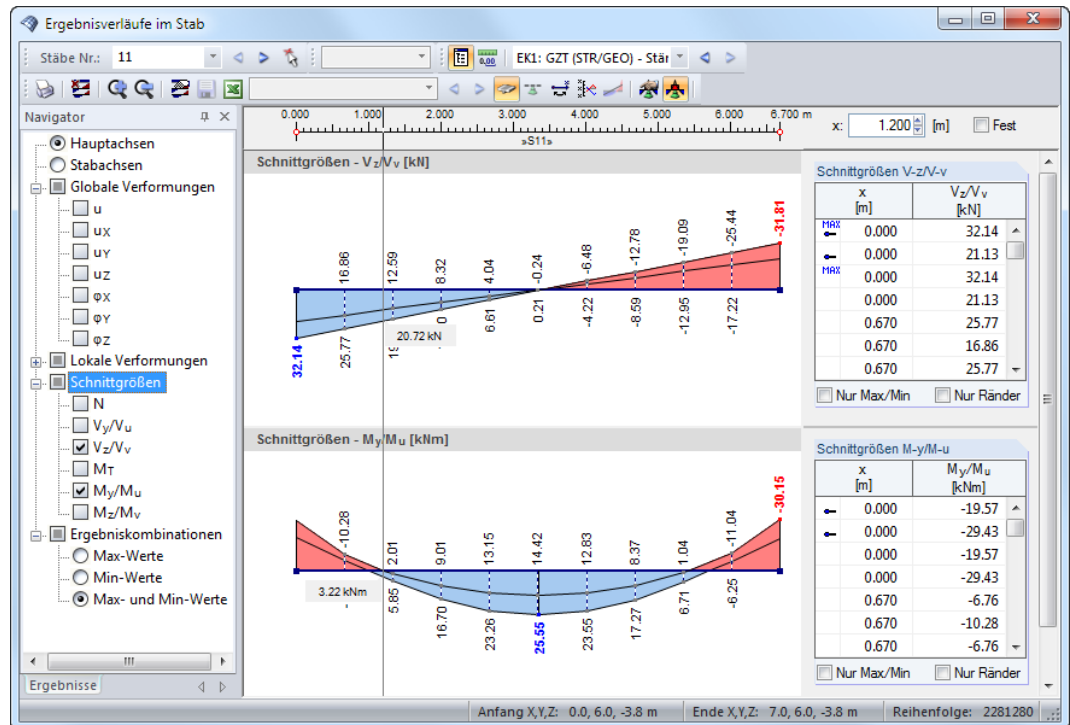 Ergebnisverläufe im Stab
Stäbe Nr.: 11 0,00 EK1: GZT (STR/GEO) - Stär
Navigator
Hauptachsen
Stabachsen
Globale Verformungen
u
uX
uY
uZ
φX
φY
φZ
Lokale Verformungen
Schnittgrößen
N
Vy/Vu
Vz/Vv
MT
My/Mu
Mz/Mv
Ergebniskombinationen
Max-Werte
Min-Werte
Max- und Min-Werte
Ergebnisse
0.000 1.000 2.000 3.000 4.000 5.000 6.000 6.700 m
»S11»
Schnittgrößen - Vz/Vv [kN]
16.86 12.59 8.32 4.04 -0.24 -6.48 -12.78 -19.09 -25.44 -31.81
20.72 kN
32.14 25.77 6.61 0.21 -4.22 -8.59 -12.95 -17.22
Schnittgrößen - My/Mu [kNm]
-10.28 2.01 9.01 13.15 14.42 12.83 8.37 1.04 -11.04 -30.15
3.22 kNm
5.85 16.70 23.26 25.55 23.55 17.27 6.71 -6.25
x: 1.200 [m] Fest
Schnittgrößen V-z/V-v
x Vz/Vv
[m] [kN]
MAX 0.000 32.14
0.000 21.13
MAX 0.000 32.14
0.000 21.13
0.670 25.77
0.670 16.86
0.670 25.77
Nur Max/Min Nur Ränder
Schnittgrößen M-y/M-u
x My/Mu
[m] [kNm]
0.000 -19.57
0.000 -29.43
0.000 -19.57
0.000 -29.43
0.670 -6.76
0.670 -10.28
0.670 -6.76
Nur Max/Min Nur Ränder
Anfang X,Y,Z: 0.0, 6.0, -3.8 m Ende X,Y,Z: 7.0, 6.0, -3.8 m Reihenfolge: 2281280